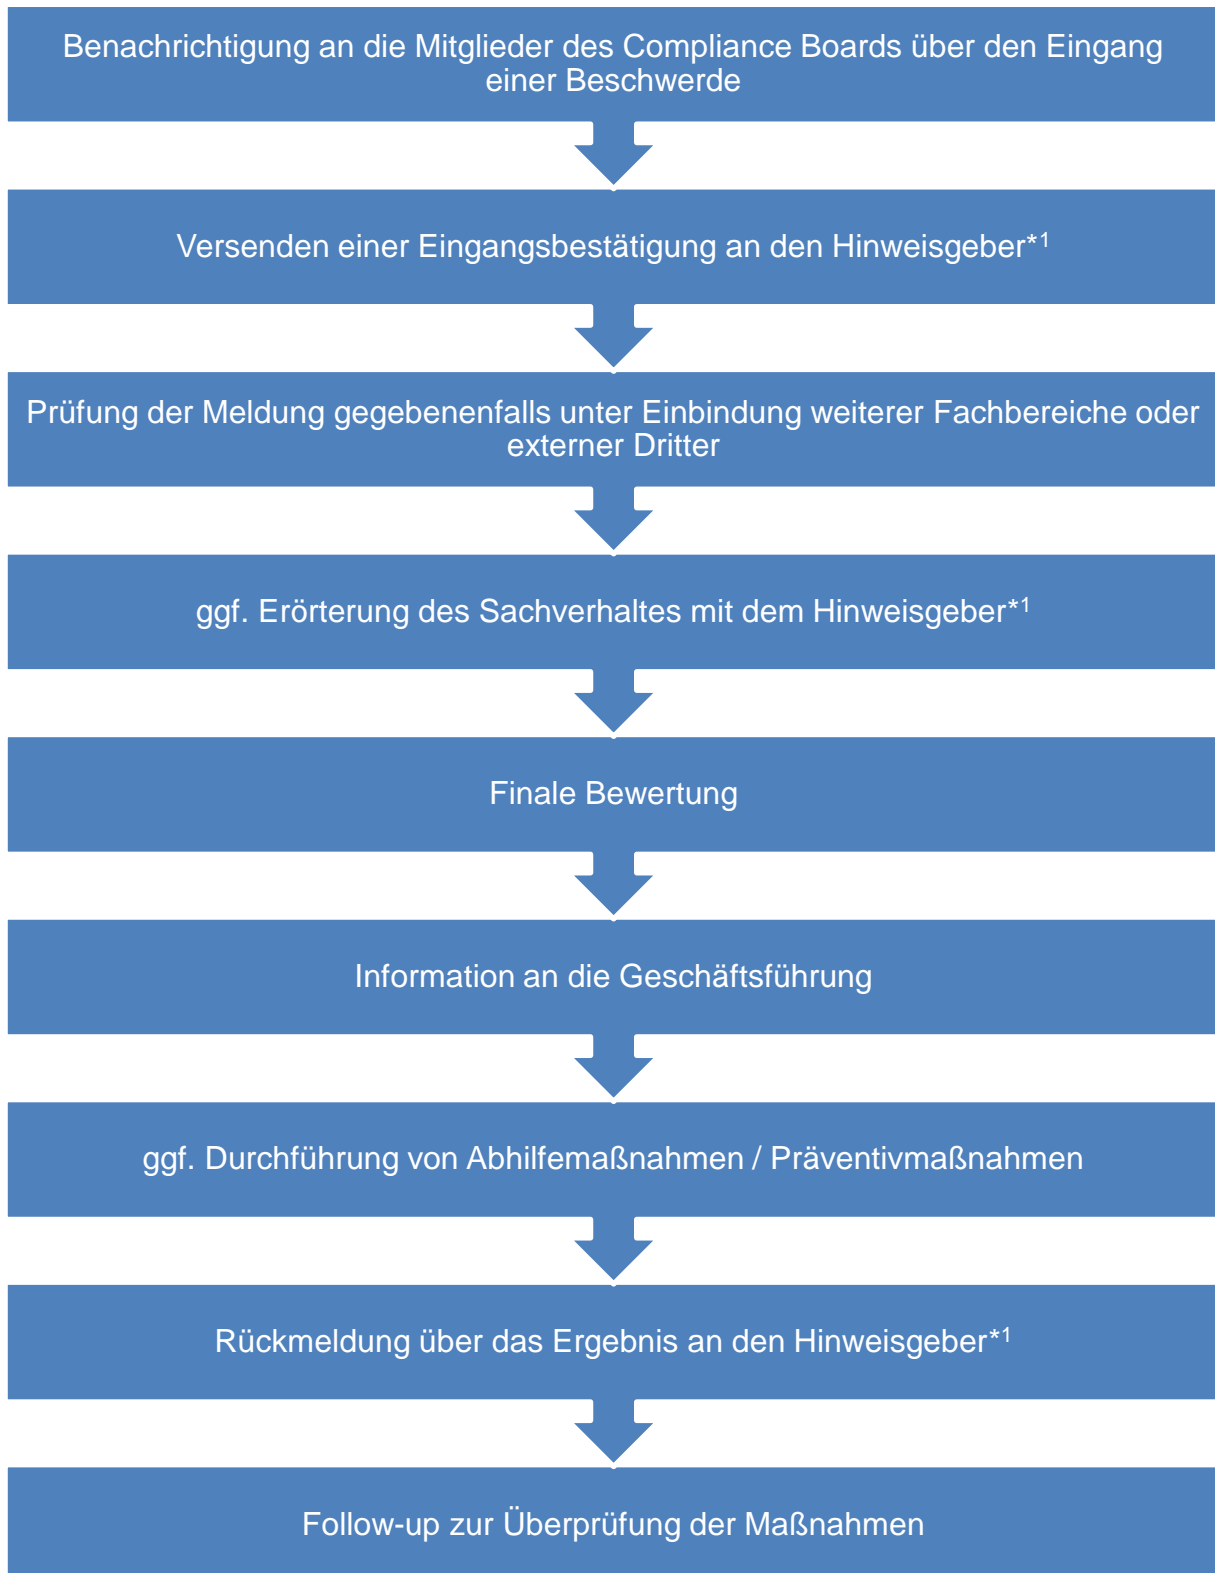 Benachrichtigung an die Mitglieder des Compliance Boards über den Eingang
einer Beschwerde
Versenden einer Eingangsbestätigung an den Hinweisgeber*¹
Prüfung der Meldung gegebenenfalls unter Einbindung weiterer Fachbereiche oder
externer Dritter
ggf. Erörterung des Sachverhaltes mit dem Hinweisgeber*¹
Finale Bewertung
Information an die Geschäftsführung
ggf. Durchführung von Abhilfemaßnahmen / Präventivmaßnahmen
Rückmeldung über das Ergebnis an den Hinweisgeber*¹
Follow-up zur Überprüfung der Maßnahmen